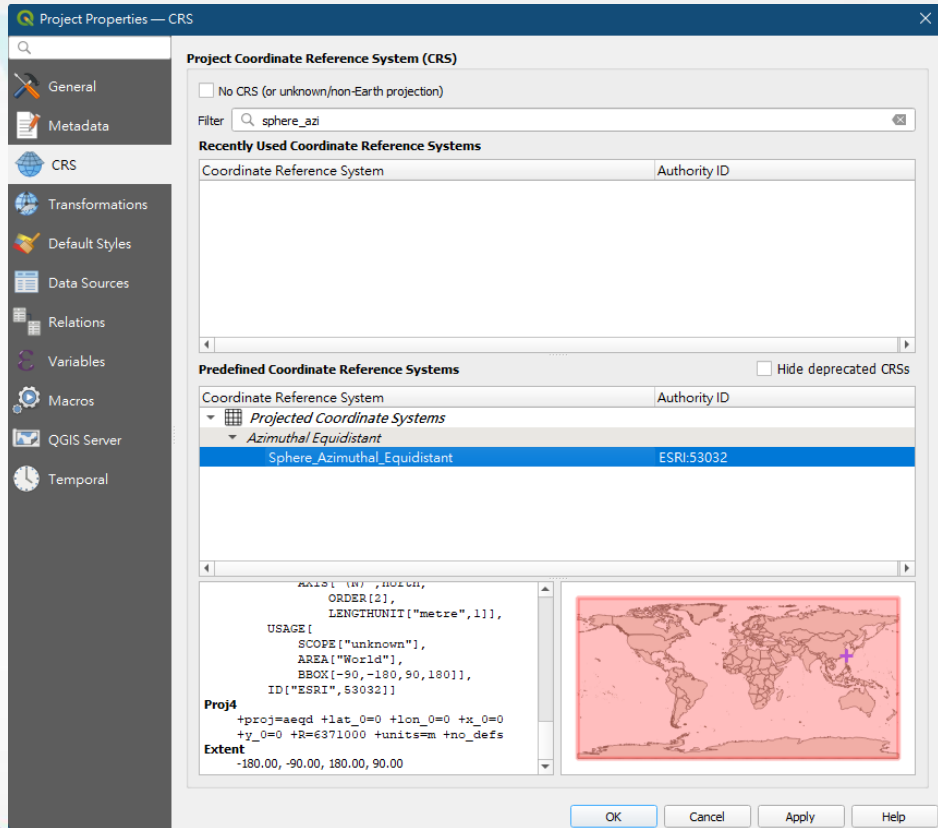 Project Properties — CRS
Project Coordinate Reference System (CRS)
General
No CRS (or unknown/non-Earth projection)
Metadata
Filter
sphere_azi
Recently Used Coordinate Reference Systems
CRS
Coordinate Reference System
Authority ID
Transformations
Default Styles
Data Sources
Relations
Variables
Predefined Coordinate Reference Systems
Hide deprecated CRSs
Macros
Coordinate Reference System
Authority ID
Projected Coordinate Systems
QGIS Server
Azimuthal Equidistant
Sphere_Azimuthal_Equidistant
ESRI:53032
Temporal
ORDER[2],
LENGTHUNIT["metre",1]],
USAGE[
SCOPE["unknown"],
AREA["World"],
BBOX[-90,-180,90,180]],
ID["ESRI",53032]]
Proj4
+proj=aeqd +lat_0=0 +lon_0=0 +x_0=0
+y_0=0 +R=6371000 +units=m +no_defs
Extent
-180.00, -90.00, 180.00, 90.00
OK
Cancel
Apply
Help